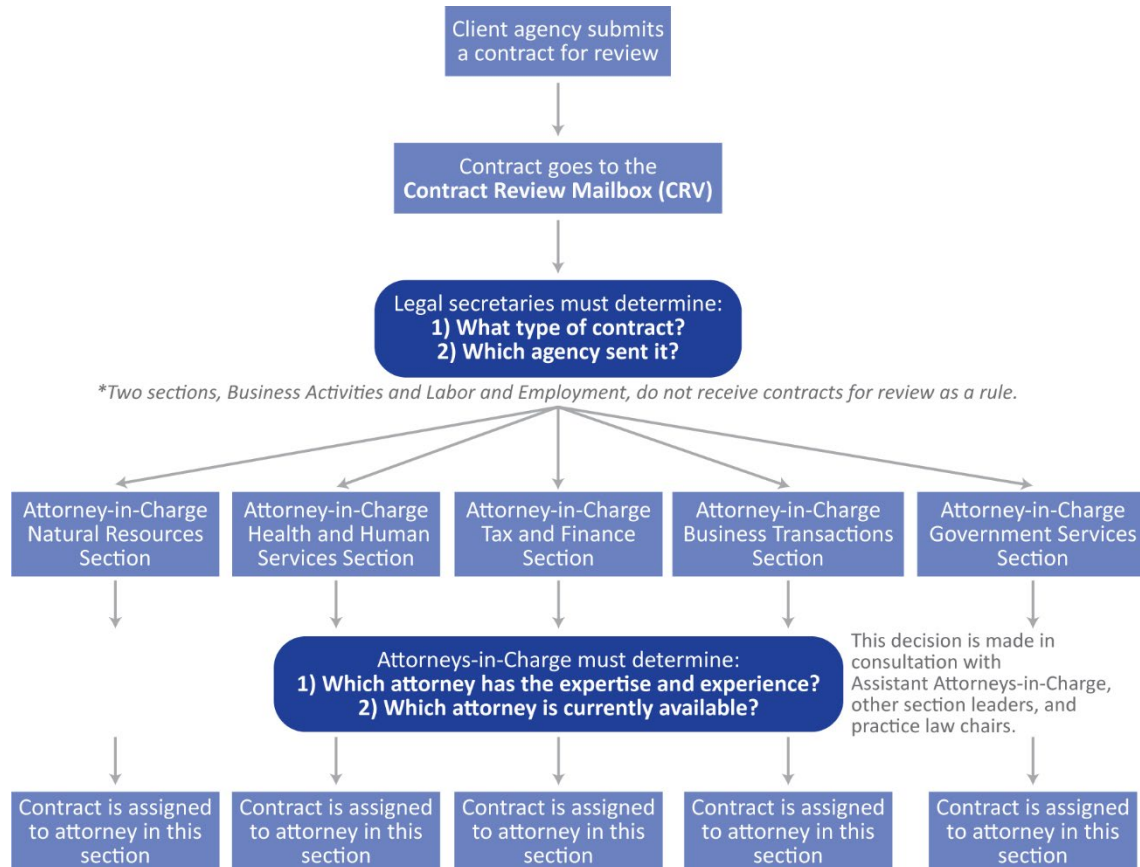 Client agency submits
a contract for review
Contract goes to the
Contract Review Mailbox (CRV)
Legal secretaries must determine:
1) What type of contract?
2) Which agency sent it?
*Two sections, Business Activities and Labor and Employment, do not receive contracts for review as a rule.
Attorney-in-Charge
Natural Resources
Section
Attorney-in-Charge
Health and Human
Services Section
Attorney-in-Charge
Tax and Finance
Section
Attorney-in-Charge
Business Transactions
Section
Attorney-in-Charge
Government Services
Section
Attorneys-in-Charge must determine:
1) Which attorney has the expertise and experience?
2) Which attorney is currently available?
This decision is made in
consultation with
Assistant Attorneys-in-Charge,
other section leaders, and
practice law chairs.
Contract is assigned
to attorney in this
section
Contract is assigned
to attorney in this
section
Contract is assigned
to attorney in this
section
Contract is assigned
to attorney in this
section
Contract is assigned
to attorney in this
section